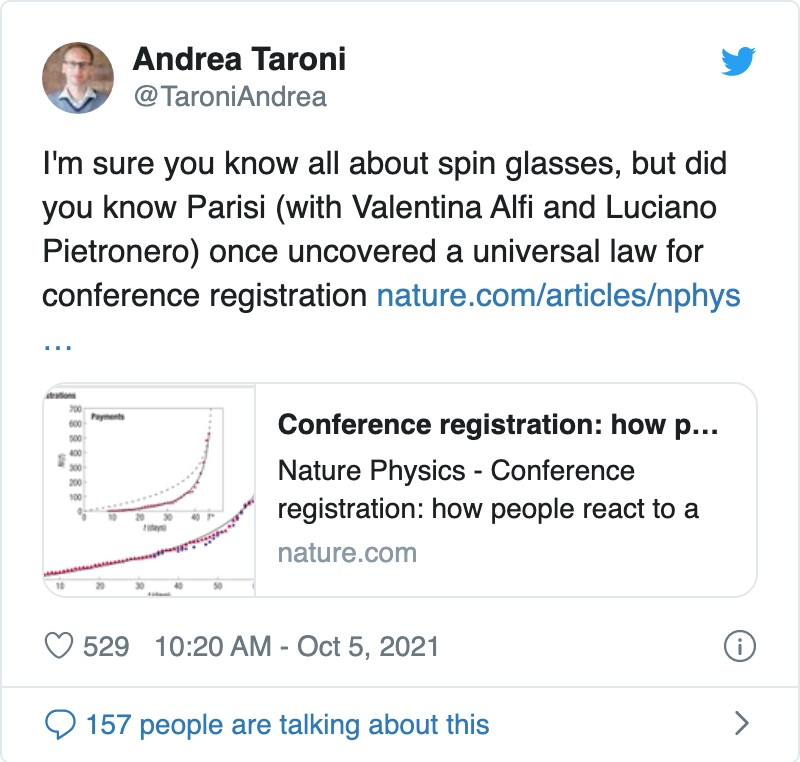 Andrea Taroni
@TaroniAndrea
I'm sure you know all about spin glasses, but did
you know Parisi (with Valentina Alfi and Luciano
Pietronero) once uncovered a universal law for
conference registration nature.com/articles/nphys
…
strations
700
Payments
600
500
400
300
200
100
0
N(t)
0 10 20 30 40 T*
t (days)
10 20 30 40 50
Conference registration: how p...
Nature Physics - Conference
registration: how people react to a
nature.com
529 10:20 AM - Oct 5, 2021
157 people are talking about this